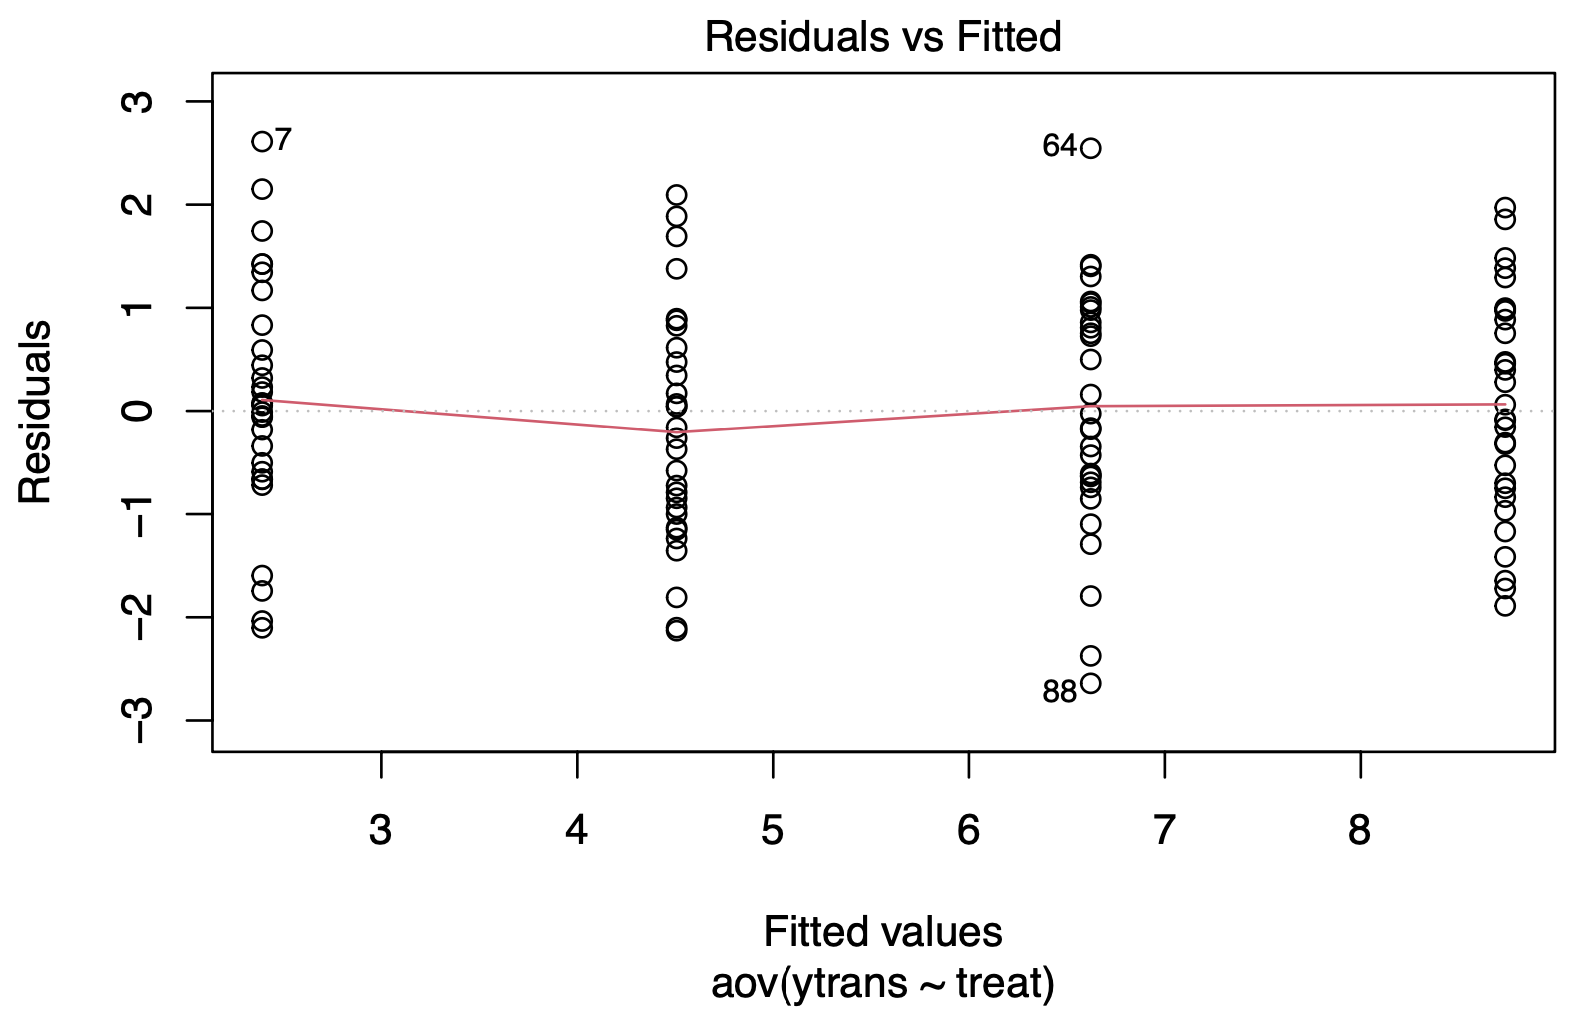 Residuals vs Fitted
3
2
1
0
−1
−2
−3
Residuals
7
64
88
3 4 5 6 7 8
Fitted values
aov(ytrans ~ treat)